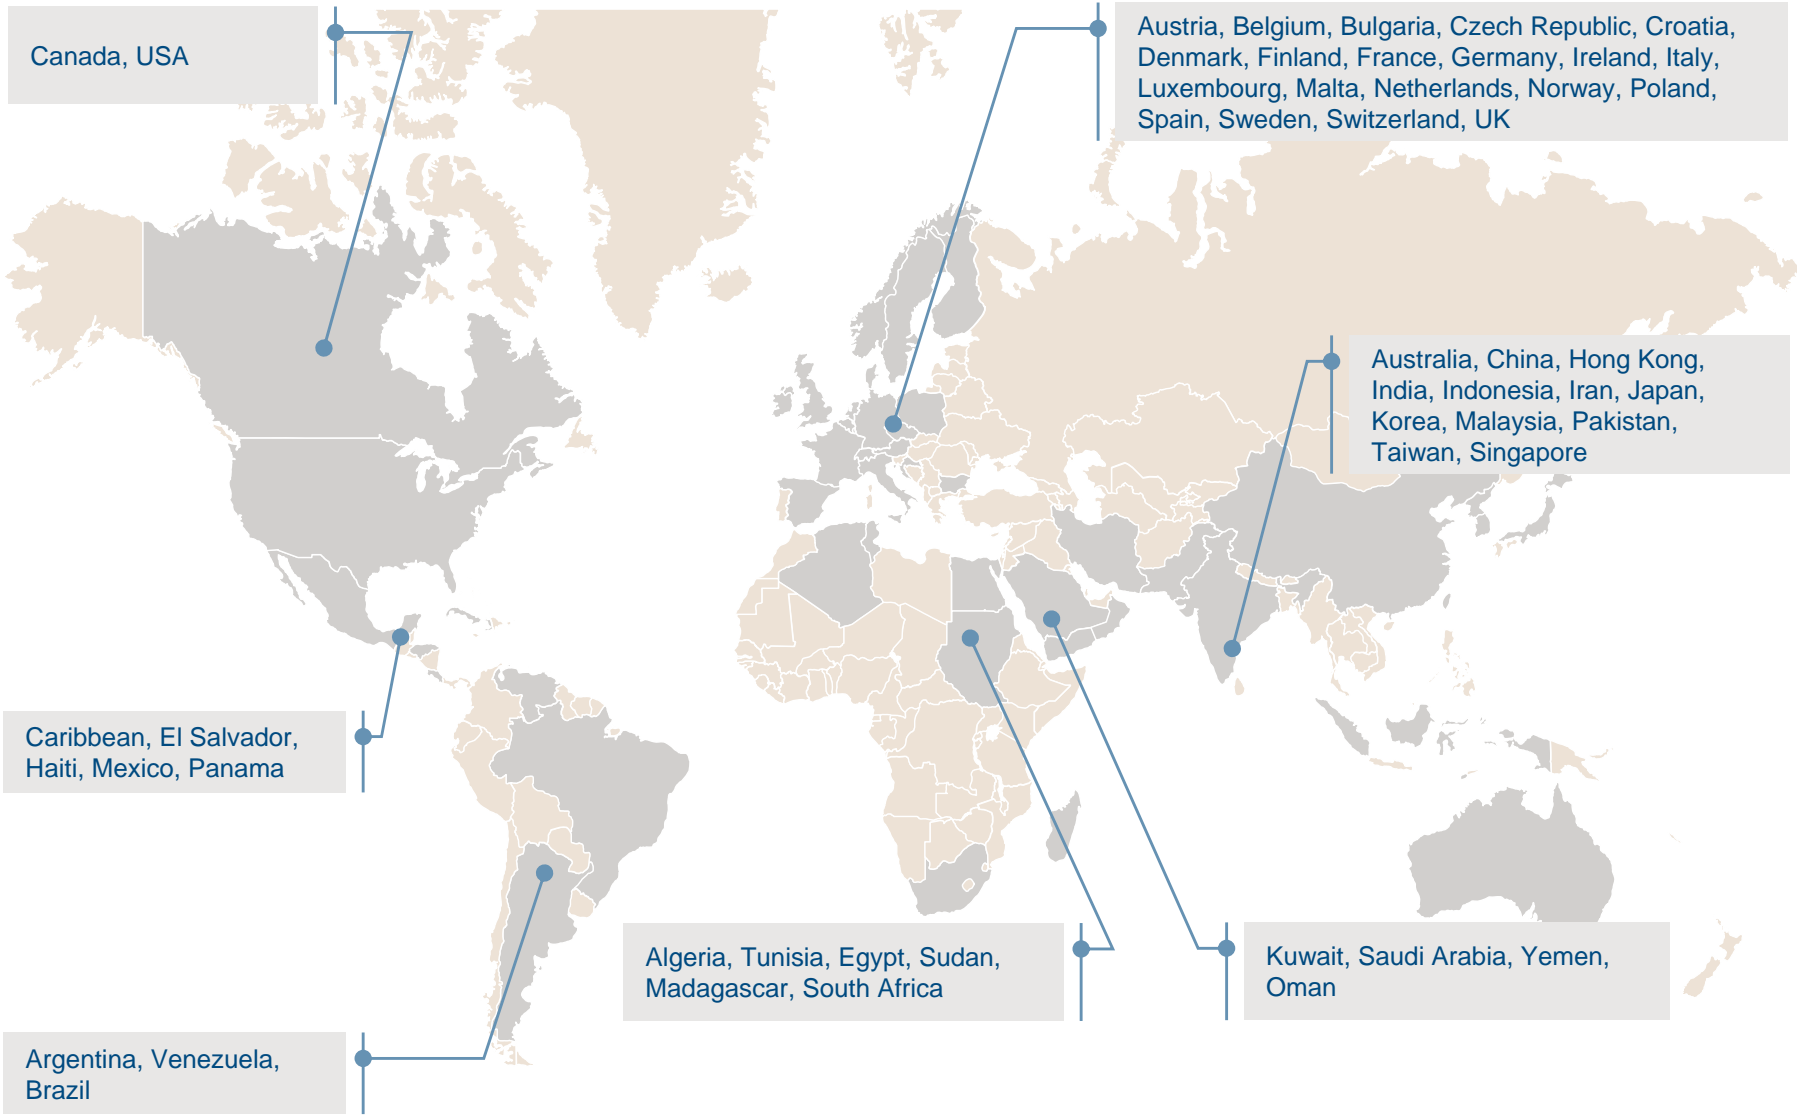 Canada, USA
Austria, Belgium, Bulgaria, Czech Republic, Croatia,
Denmark, Finland, France, Germany, Ireland, Italy,
Luxembourg, Malta, Netherlands, Norway, Poland,
Spain, Sweden, Switzerland, UK
Australia, China, Hong Kong,
India, Indonesia, Iran, Japan,
Korea, Malaysia, Pakistan,
Taiwan, Singapore
Caribbean, El Salvador,
Haiti, Mexico, Panama
Algeria, Tunisia, Egypt, Sudan,
Madagascar, South Africa
Kuwait, Saudi Arabia, Yemen,
Oman
Argentina, Venezuela,
Brazil